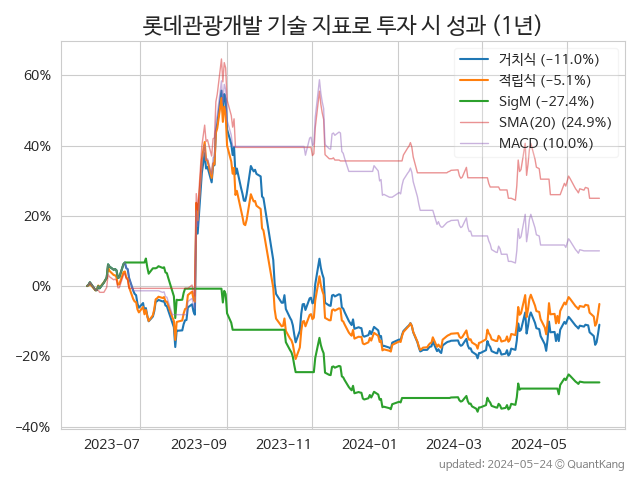 롯데관광개발 기술 지표로 투자 시 성과 (1년)
거치식 (−11.0%)
적립식 (−5.1%)
SigM (−27.4%)
SMA(20) (24.9%)
MACD (10.0%)
60%
40%
20%
0%
−20%
−40%
2023-07 2023-09 2023-11 2024-01 2024-03 2024-05
updated: 2024-05-24 © QuantKang